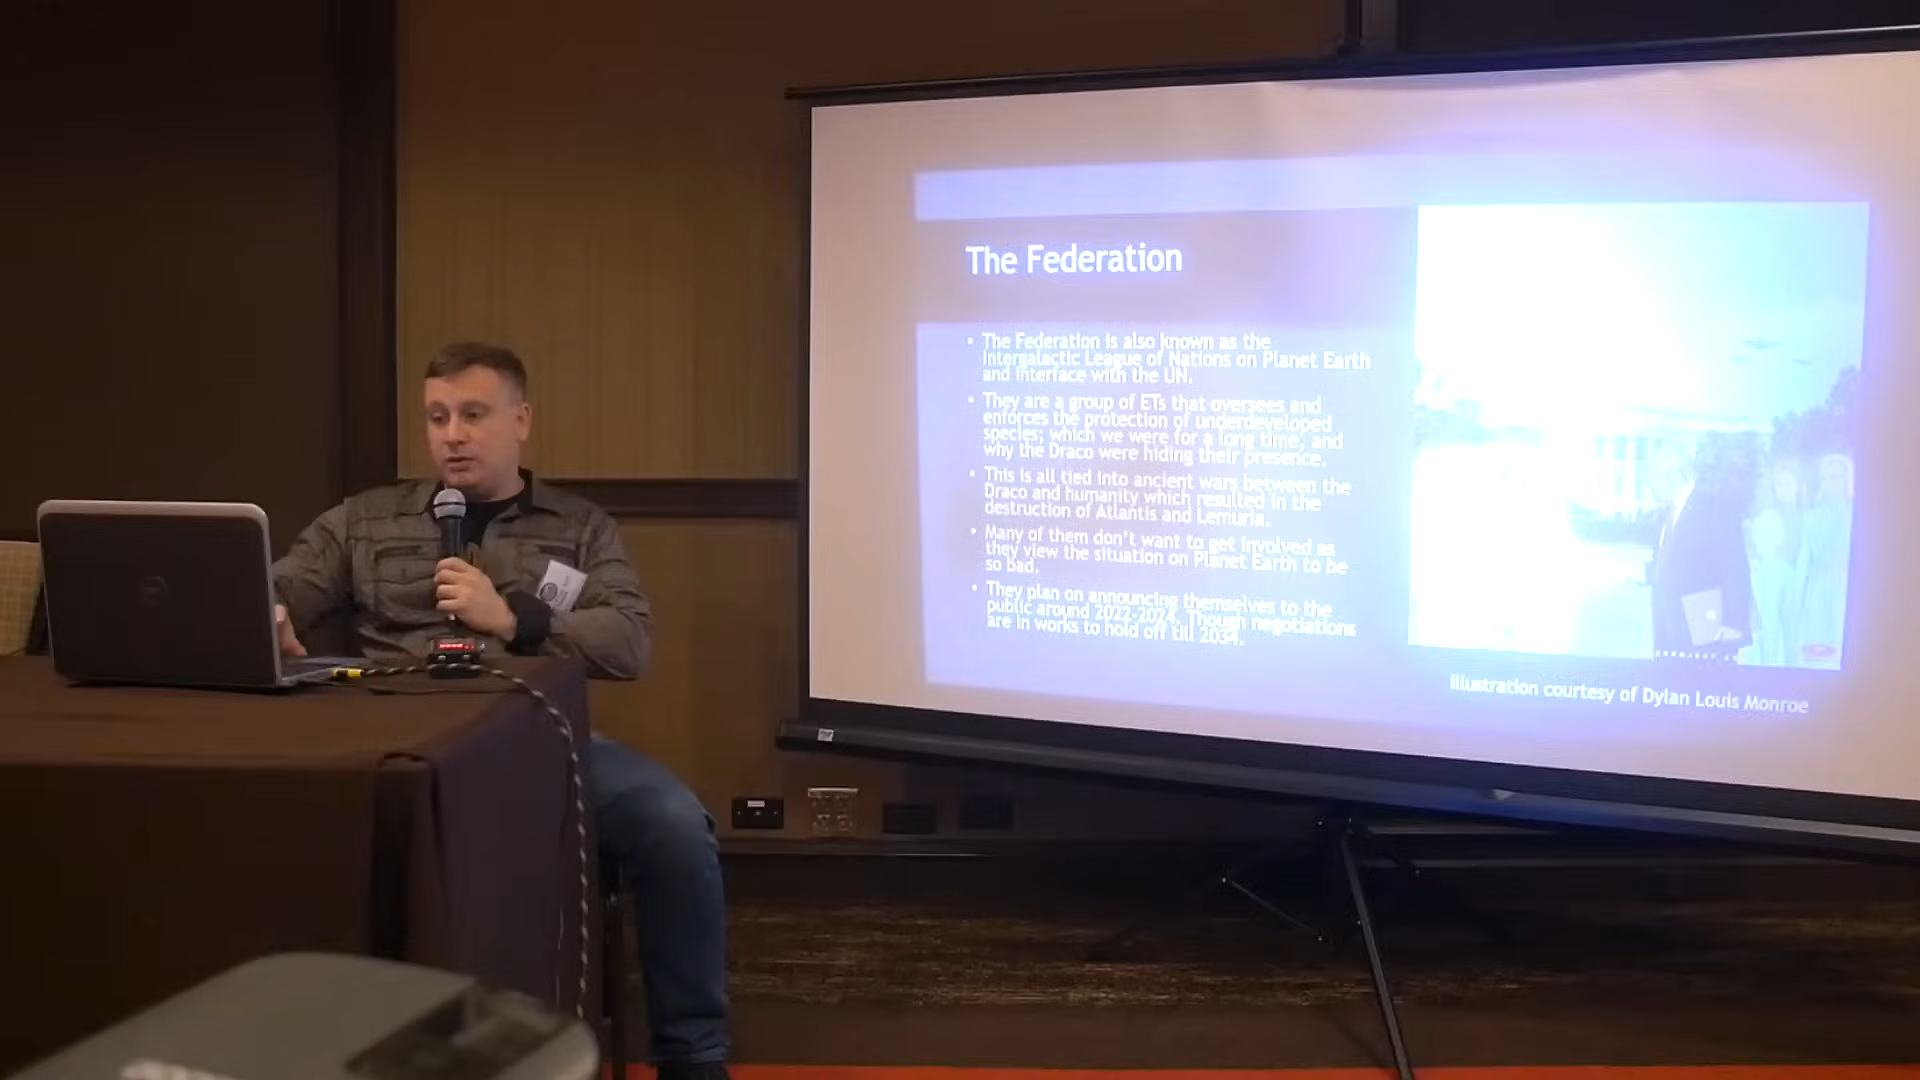 The Federation
• The Federation is also known as the
Intergalactic League of Nations on Planet Earth
and interface with the UN.
• They are a group of ETs that oversees and
enforces the protection of underdeveloped
species; which we were for a long time, and
why the Draco were hiding their presence.
• This is all tied into ancient wars between the
Draco and humanity which resulted in the
destruction of Atlantis and Lemuria.
• Many of them don't want to get involved as
they view the situation on Planet Earth to be
so bad.
• They plan on announcing themselves to the
public around 2022-2024. Though negotiations
are in works to hold off till 2034.
Illustration courtesy of Dylan Louis Monroe